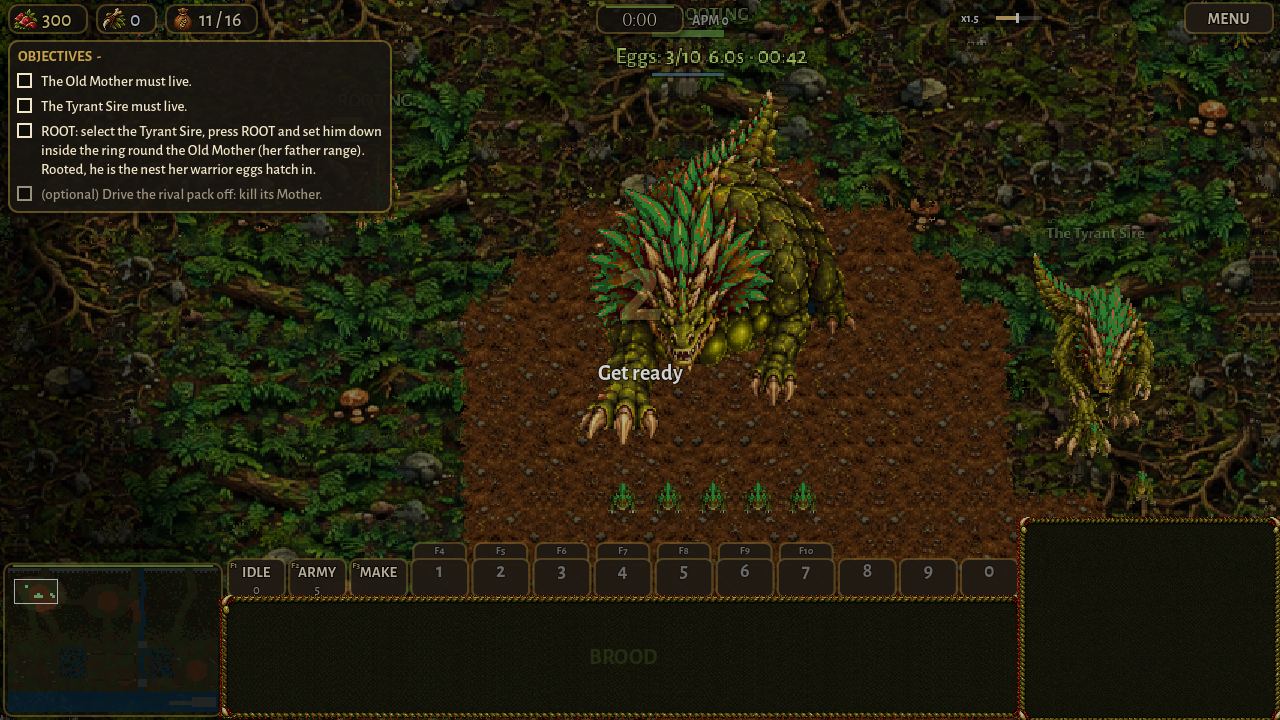 300
0
11 / 16
0:00
APM 0
OOTING
x1.5
MENU
Eggs: 3/10 6.0s · 00:42
OBJECTIVES -
The Old Mother must live.
The Tyrant Sire must live.
ROOTING
ROOT: select the Tyrant Sire, press ROOT and set him down
inside the ring round the Old Mother (her father range).
Rooted, he is the nest her warrior eggs hatch in.
(optional) Drive the rival pack off: kill its Mother.
The Tyrant Sire
2
Get ready
F4 F5 F6 F7 F8 F9 F10
F1 IDLE F2 ARMY F3 MAKE 1 2 3 4 5 6 7 8 9 0
0 5
BROOD